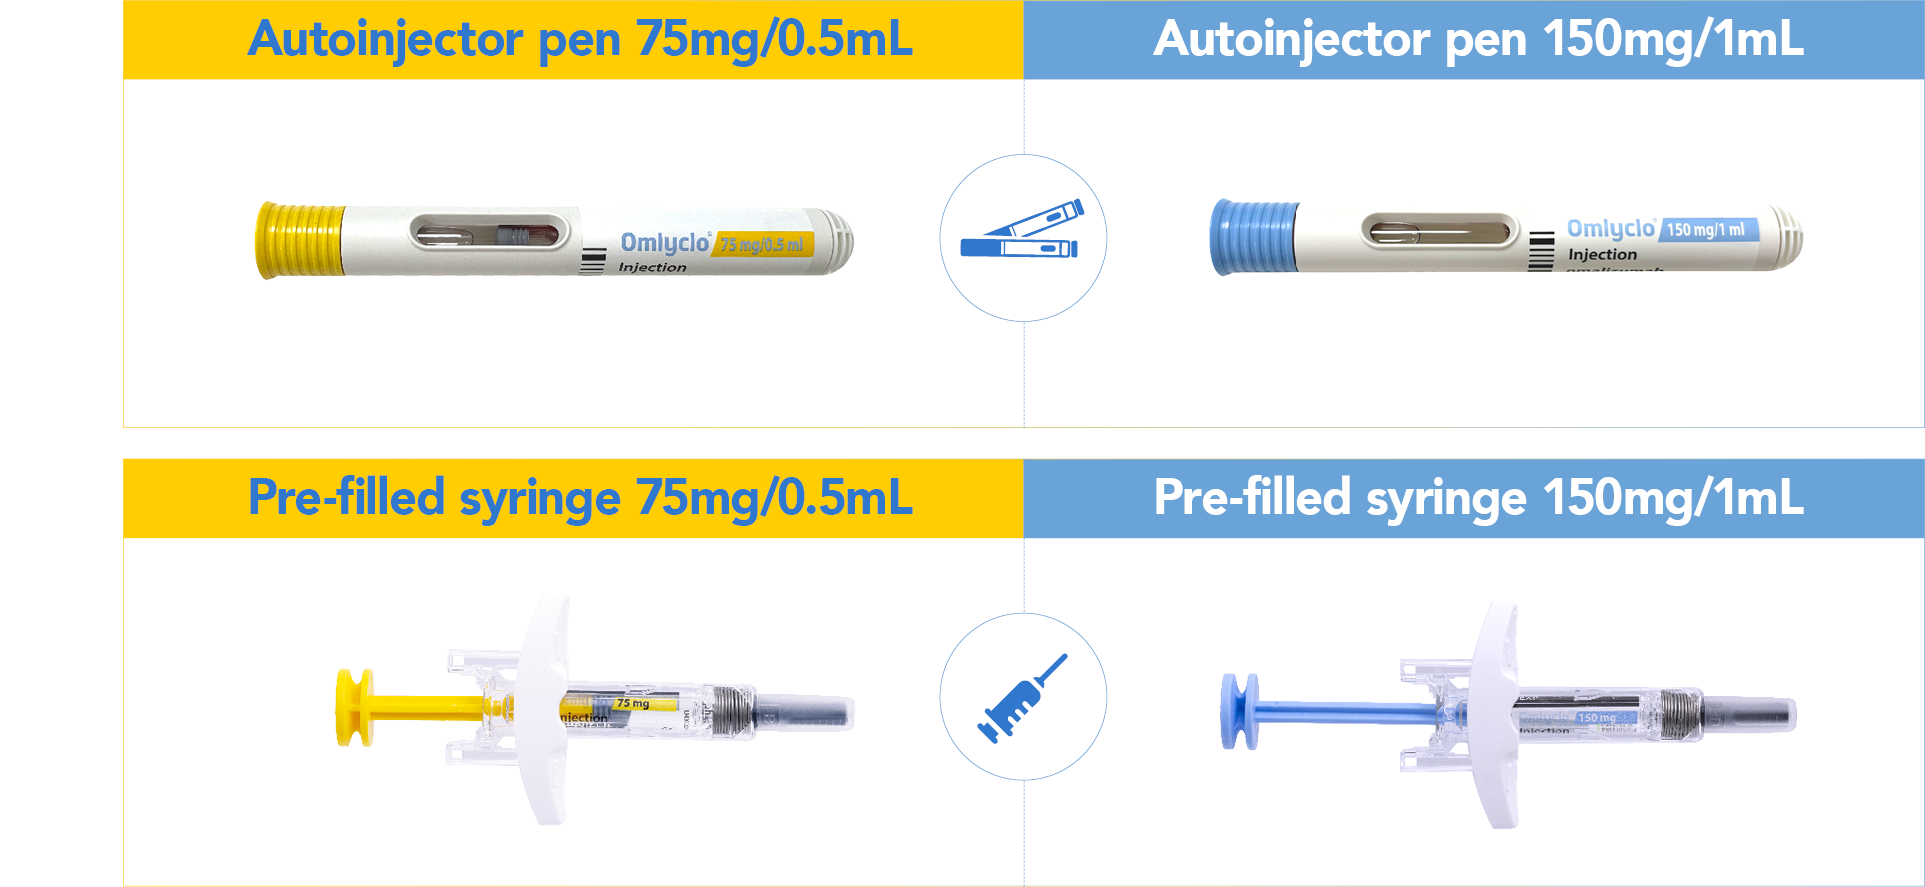 Autoinjector pen 75mg/0.5mL
Autoinjector pen 150mg/1mL
Omlyclo® 75 mg/0.5 ml
Injection
Omlyclo® 150 mg/1 ml
Injection
omalizumab
Pre-filled syringe 75mg/0.5mL
Pre-filled syringe 150mg/1mL
75 mg
njection
Omlyclo 150 mg
Injection